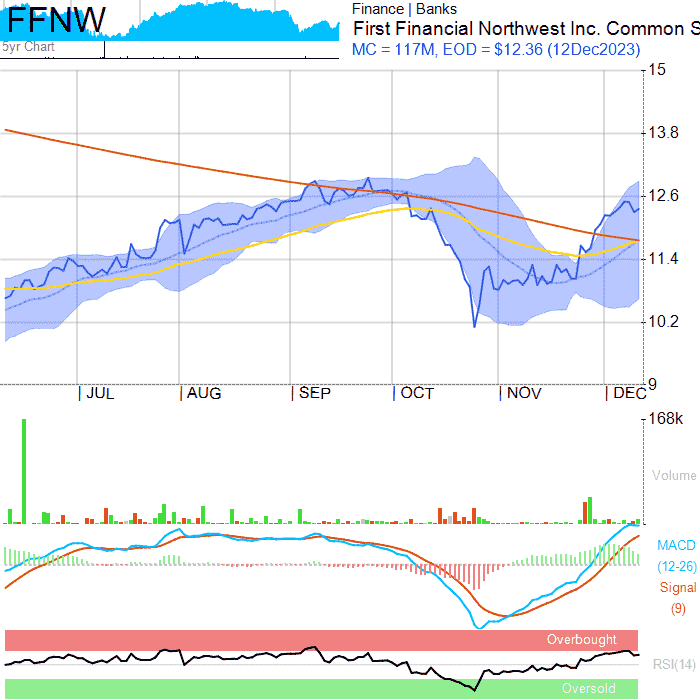 FFNW
5yr Chart
Finance | Banks
First Financial Northwest Inc. Common S
MC = 117M, EOD = $12.36 (12Dec2023)
15
13.8
12.6
11.4
10.2
9
JUL AUG SEP OCT NOV DEC
168k
Volume
MACD
(12-26)
Signal
(9)
Overbought
RSI(14)
Oversold